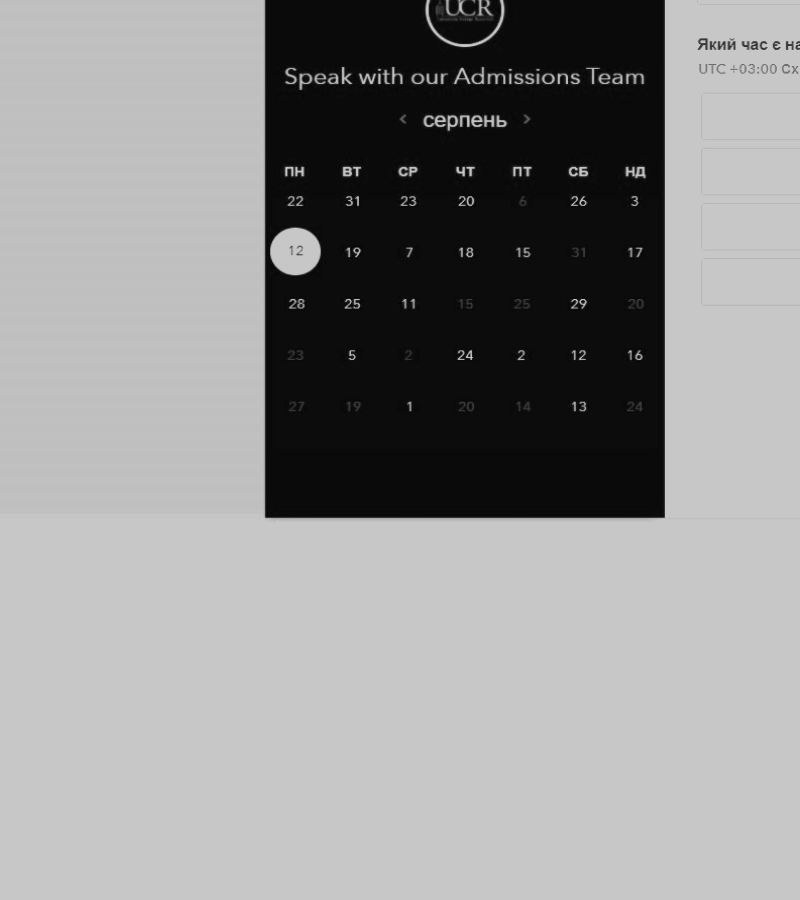 UCR
Speak with our Admissions Team
Який час є на
UTC +03:00 Сх
< серпень >
ПН ВТ СР ЧТ ПТ СБ НД
22 31 23 20 6 26 3
12 19 7 18 15 31 17
28 25 11 15 25 29 20
23 5 2 24 2 12 16
27 19 1 20 14 13 24